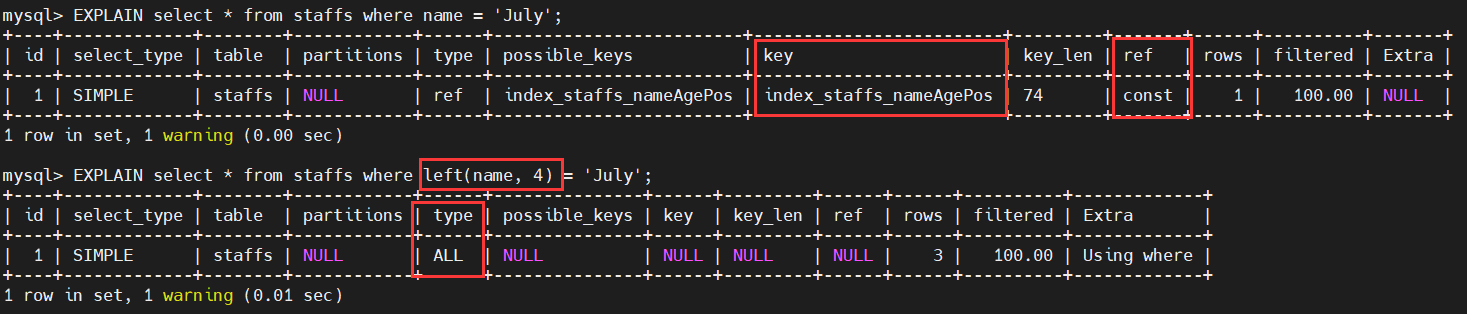 mysql> EXPLAIN select * from staffs where name = 'July';
+----+-------------+--------+------------+------+-------------------------+-------------------------+---------+-------+------+----------+-------+
| id | select_type | table  | partitions | type | possible_keys           | key                     | key_len | ref   | rows | filtered | Extra |
+----+-------------+--------+------------+------+-------------------------+-------------------------+---------+-------+------+----------+-------+
|  1 | SIMPLE      | staffs | NULL       | ref  | index_staffs_nameAgePos | index_staffs_nameAgePos | 74      | const |    1 |   100.00 | NULL  |
+----+-------------+--------+------------+------+-------------------------+-------------------------+---------+-------+------+----------+-------+
1 row in set, 1 warning (0.00 sec)
mysql> EXPLAIN select * from staffs where left(name, 4) = 'July';
+----+-------------+--------+------------+------+---------------+------+---------+------+------+----------+-------------+
| id | select_type | table  | partitions | type | possible_keys | key  | key_len | ref  | rows | filtered | Extra       |
+----+-------------+--------+------------+------+---------------+------+---------+------+------+----------+-------------+
|  1 | SIMPLE      | staffs | NULL       | ALL  | NULL          | NULL | NULL    | NULL |    3 |   100.00 | Using where |
+----+-------------+--------+------------+------+---------------+------+---------+------+------+----------+-------------+
1 row in set, 1 warning (0.01 sec)